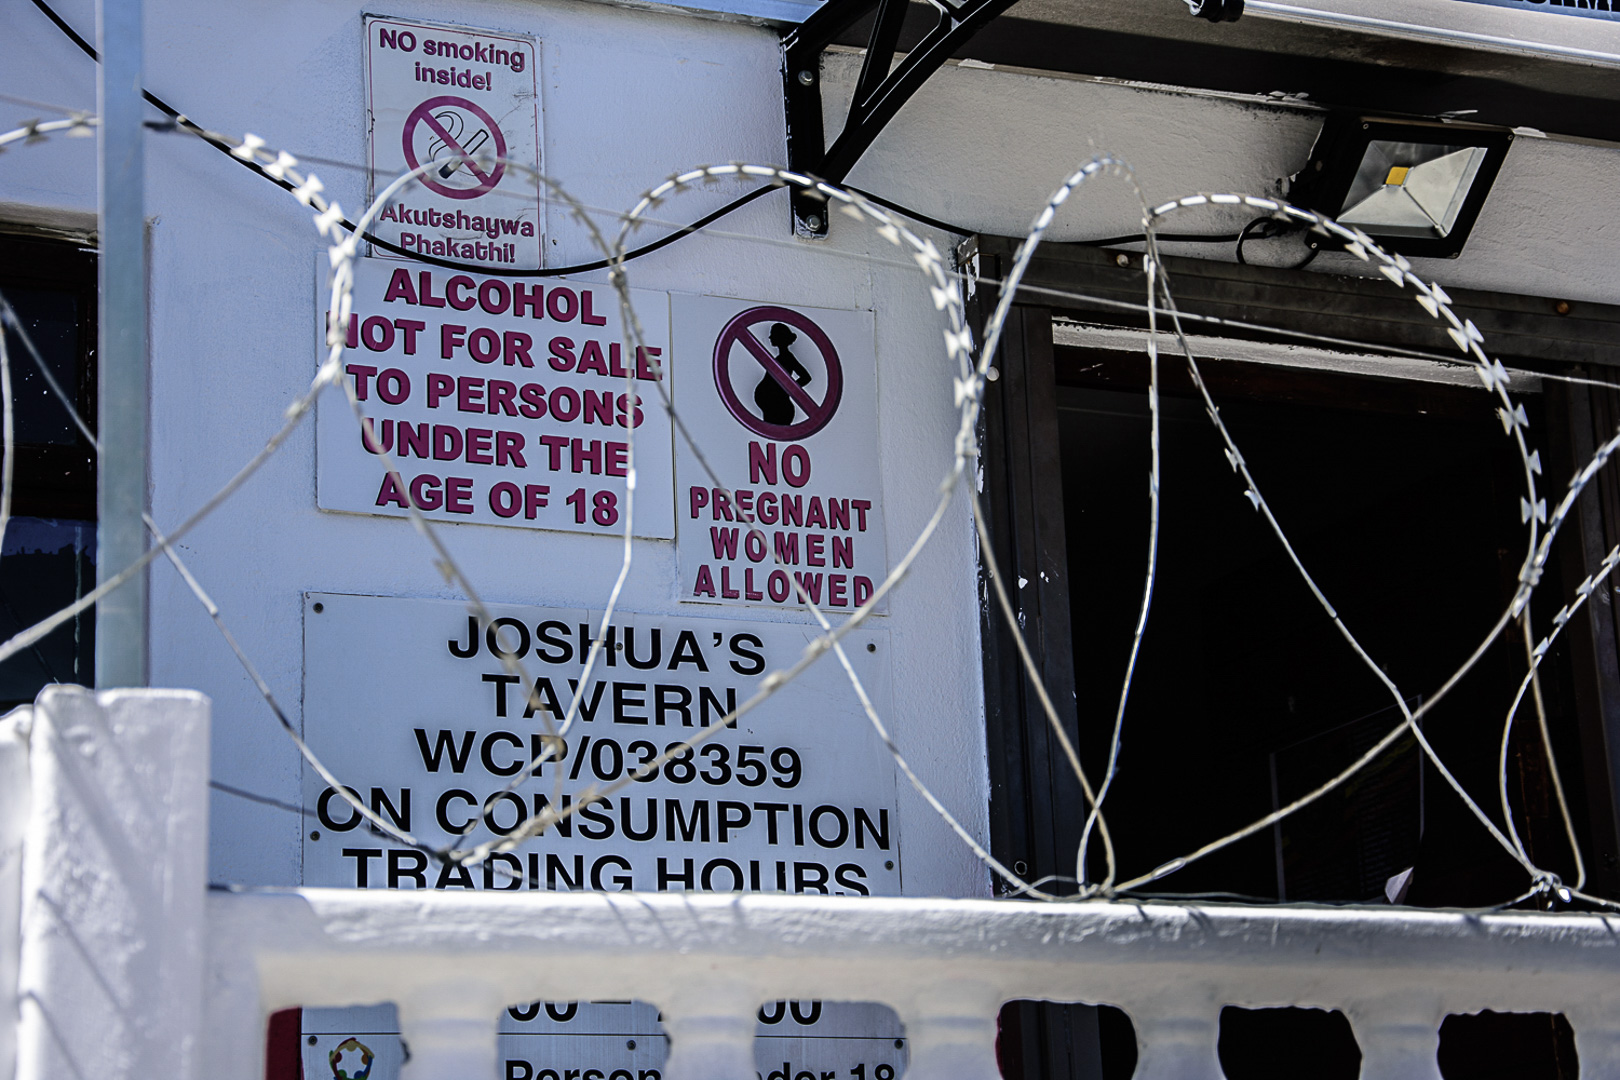 NO smoking
inside!
Akutshaywa
Phakathi!
ALCOHOL
NOT FOR SALE
TO PERSONS
UNDER THE
AGE OF 18
NO
PREGNANT
WOMEN
ALLOWED
JOSHUA'S
TAVERN
WCP/038359
ON CONSUMPTION
TRADING HOURS
18